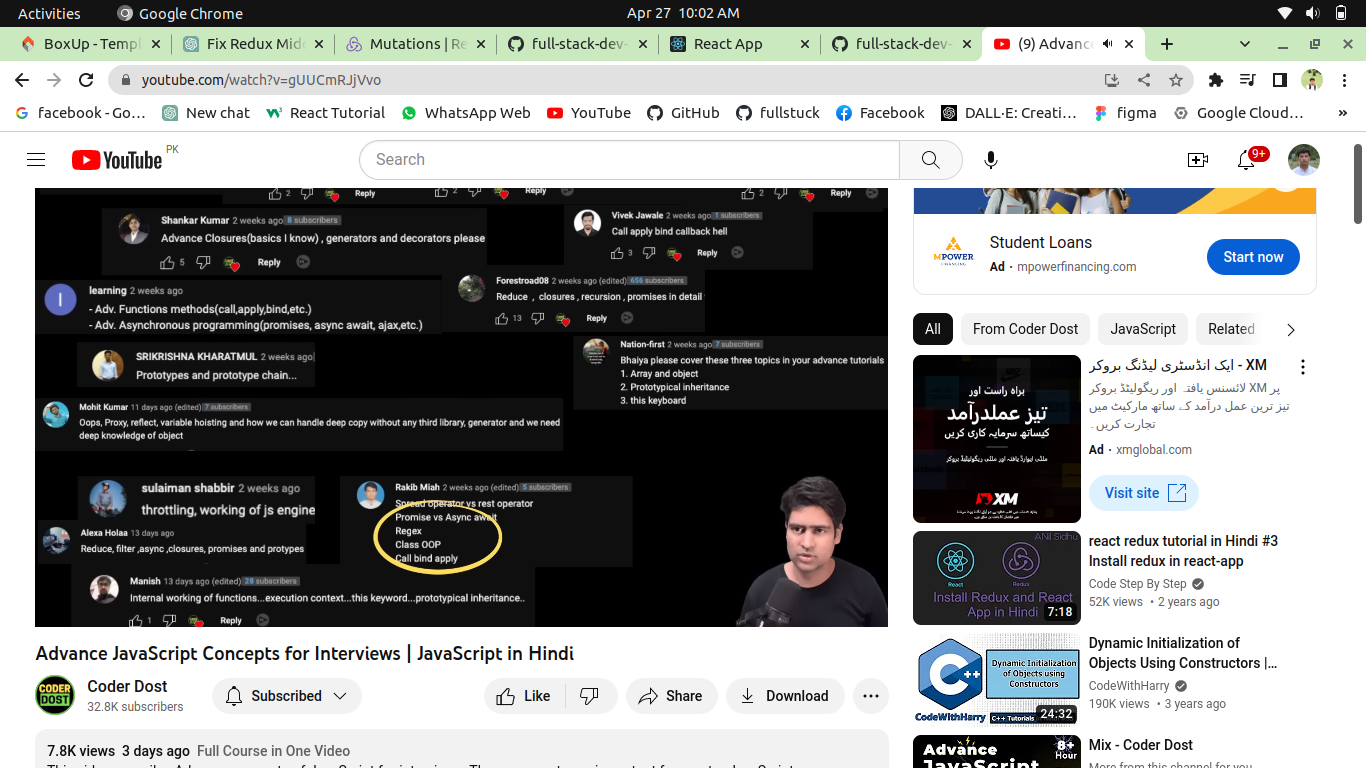 Activities
Google Chrome
Apr 27 10:02 AM
BoxUp - Templ
Fix Redux Mid
Mutations | Re
full-stack-dev-
React App
full-stack-dev-
(9) Advance
youtube.com/watch?v=gUUCmRJjVvo
facebook - Go…
New chat
React Tutorial
WhatsApp Web
YouTube
GitHub
fullstuck
Facebook
DALL·E: Creati…
figma
Google Cloud…
»
YouTube PK
Search
9+
2 Reply
2 Reply
2 Reply
Shankar Kumar 2 weeks ago 8 subscribers
Advance Closures(basics I know) , generators and decorators please
5 Reply
Vivek Jawale 2 weeks ago 1 subscribers
Call apply bind callback hell
3 Reply
I
learning 2 weeks ago
- Adv. Functions methods(call,apply,bind,etc.)
- Adv. Asynchronous programming(promises, async await, ajax,etc.)
Forestroad08 2 weeks ago (edited) 656 subscribers
Reduce , closures , recursion , promises in detail
13 Reply
SRIKRISHNA KHARATMUL 2 weeks ago
Prototypes and prototype chain...
Nation-first 2 weeks ago 7 subscribers
Bhaiya please cover these three topics in your advance tutorials
1. Array and object
2. Prototypical inheritance
3. this keyboard
Mohit Kumar 11 days ago (edited) 7 subscribers
Oops, Proxy, reflect, variable hoisting and how we can handle deep copy without any third library, generator and we need
deep knowledge of object
sulaiman shabbir 2 weeks ago
throttling, working of js engine
Rakib Miah 2 weeks ago (edited) 5 subscribers
Spread operator vs rest operator
Promise vs Async await
Regex
Class OOP
Call bind apply
Alexa Holaa 13 days ago
Reduce, filter ,async ,closures, promises and protypes
Manish 13 days ago (edited) 28 subscribers
Internal working of functions...execution context...this keyword...prototypical inheritance..
1 Reply
Advance JavaScript Concepts for Interviews | JavaScript in Hindi
CODER
DOST
Coder Dost
32.8K subscribers
Subscribed
Like
Share
Download
7.8K views 3 days ago Full Course in One Video
MPOWER
FINANCING
Student Loans
Ad · mpowerfinancing.com
Start now
All
From Coder Dost
JavaScript
Related
براہ راست اور
تیز عملدرآمد
کیساتھ سرمایہ کاری کریں
XM
ایک انڈسٹری لیڈنگ بروکر - XM
پر XM لائسنس یافتہ اور ریگولیٹڈ بروکر
تیز ترین عمل درآمد کے ساتھ مارکیٹ میں
تجارت کریں۔
Ad · xmglobal.com
Visit site
ANIl Sidhu
React
Redux
Install Redux and React
App in Hindi
7:18
react redux tutorial in Hindi #3
Install redux in react-app
Code Step By Step
52K views • 2 years ago
C++
Dynamic Initialization
of Objects using
Constructors
CodeWithHarry
C++ Tutorials
24:32
Dynamic Initialization of
Objects Using Constructors |…
CodeWithHarry
190K views • 3 years ago
Advanced
JavaScript
8+
Hour
Mix - Coder Dost
More from this channel for you